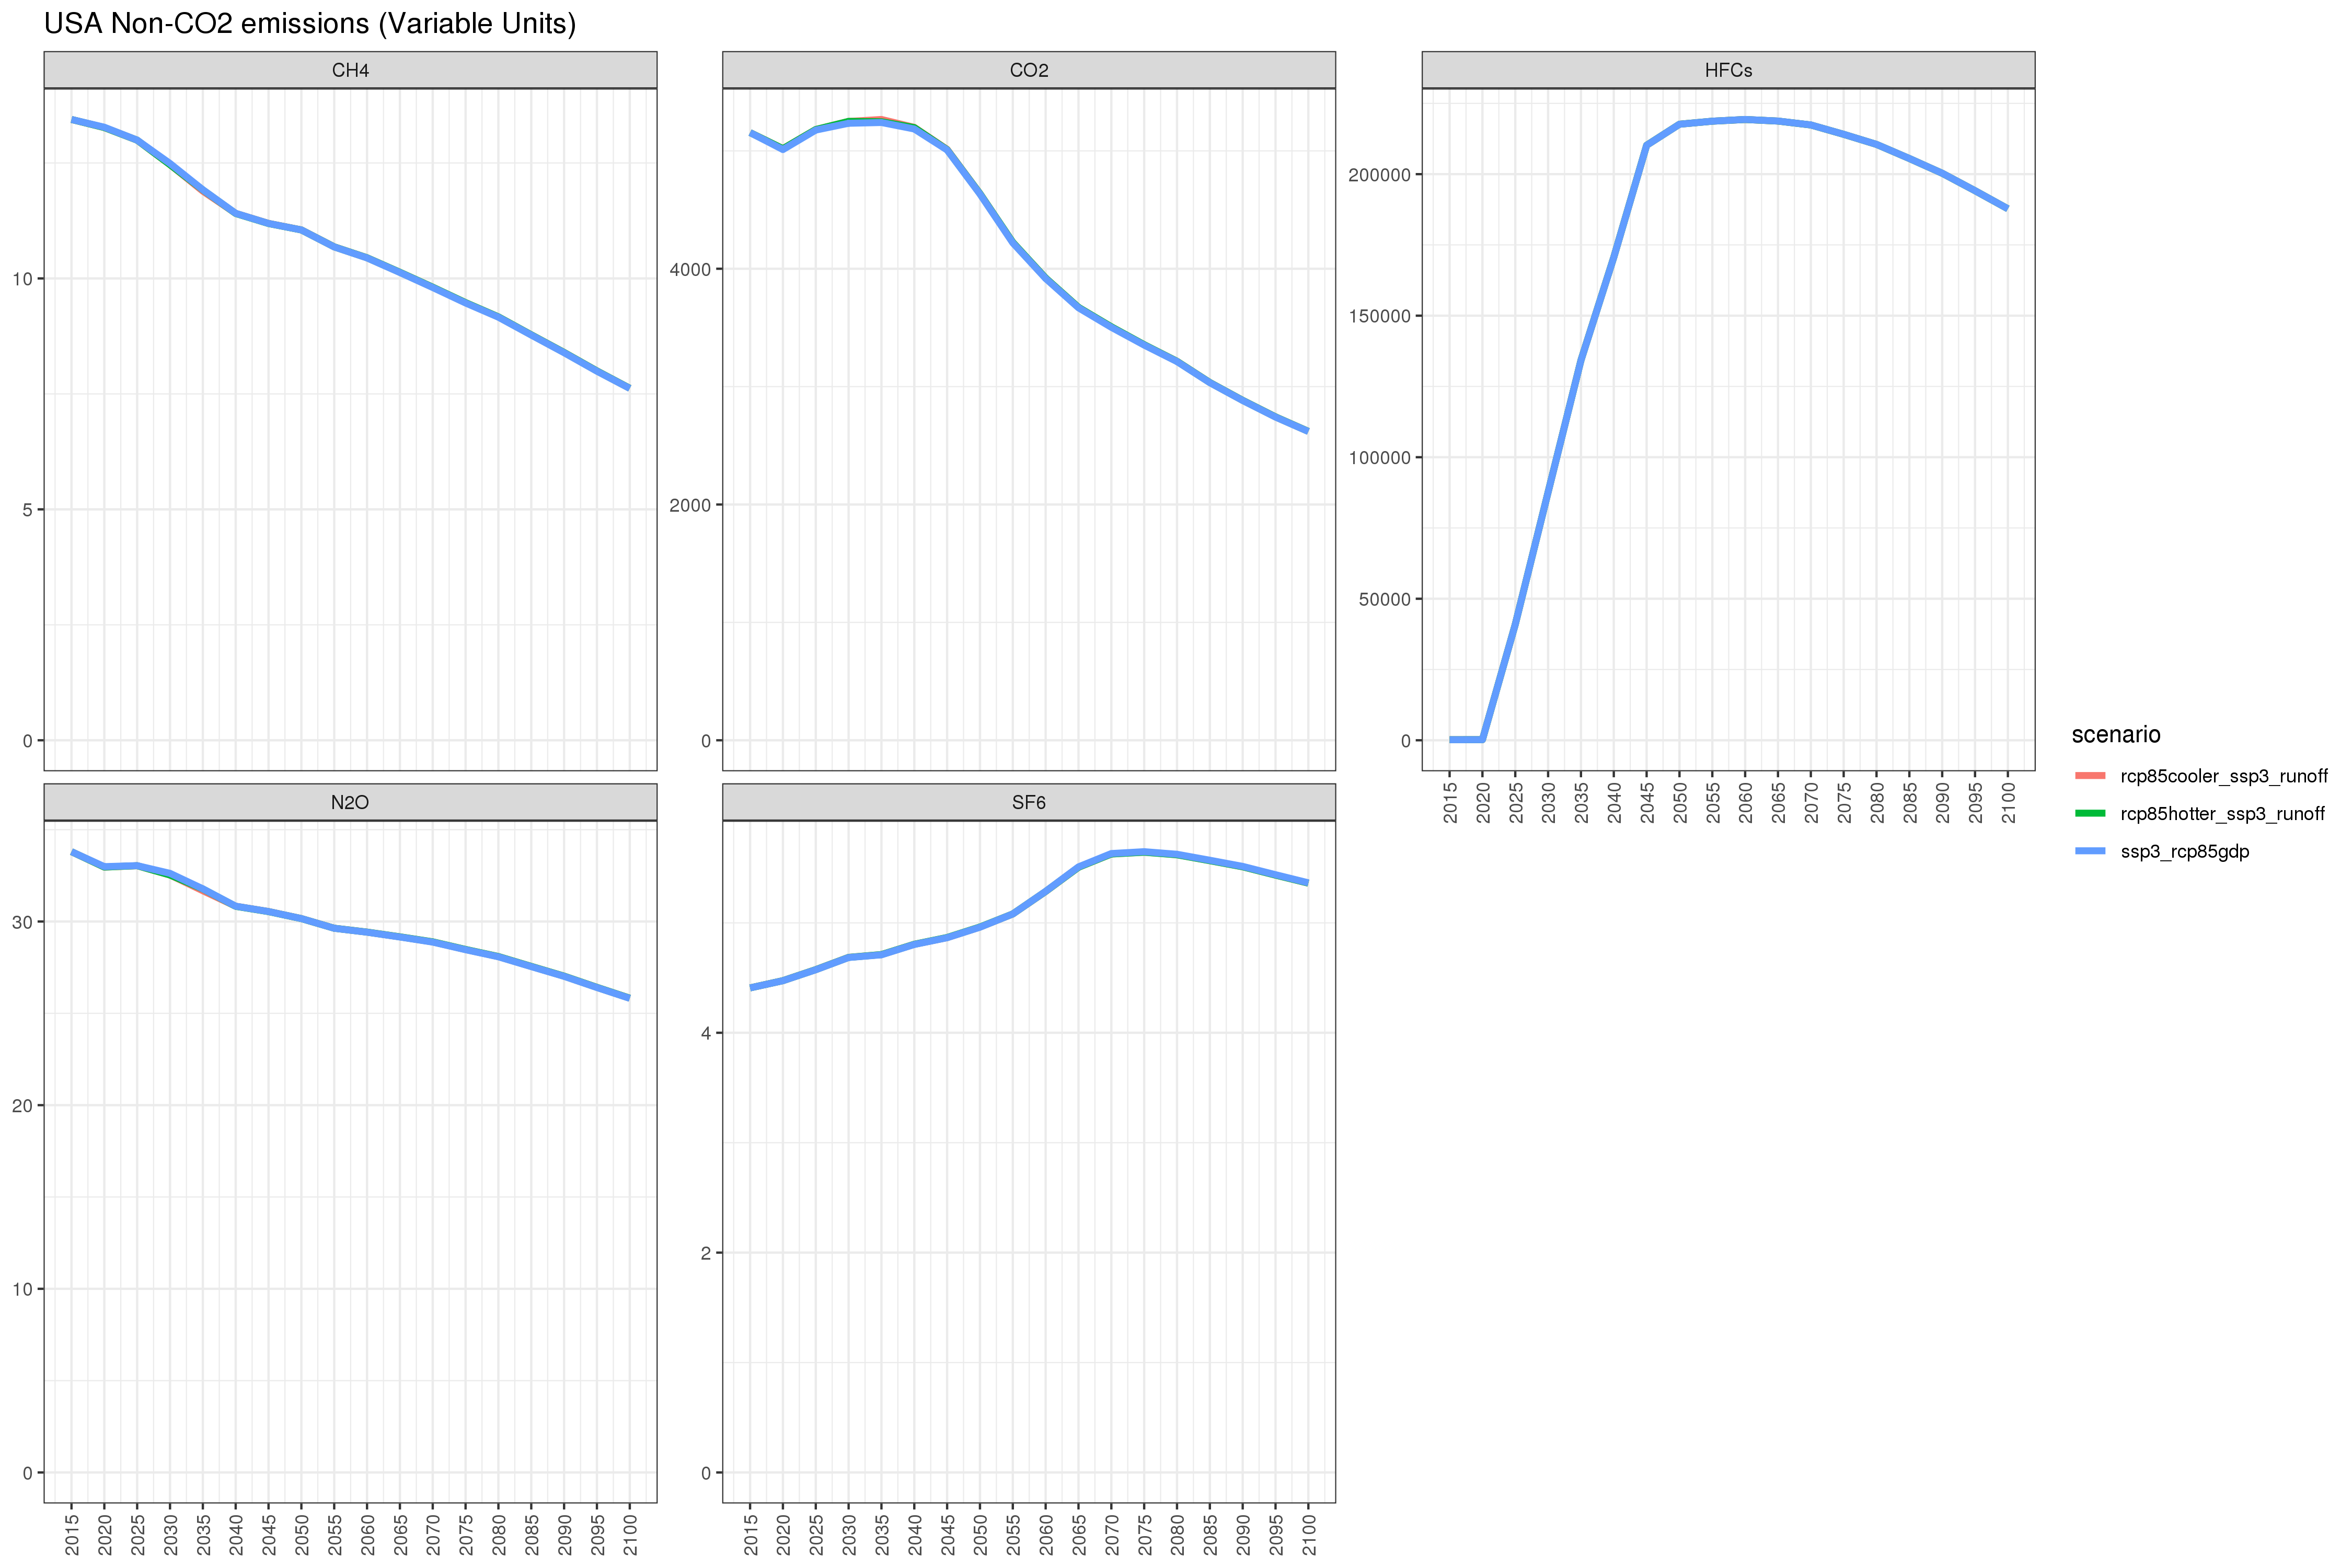 USA Non-CO2 emissions (Variable Units)
CH4
CO2
HFCs
10
5
0
4000
2000
0
200000
150000
100000
50000
0
2015 2020 2025 2030 2035 2040 2045 2050 2055 2060 2065 2070 2075 2080 2085 2090 2095 2100
N2O
SF6
30
20
10
0
4
2
0
2015 2020 2025 2030 2035 2040 2045 2050 2055 2060 2065 2070 2075 2080 2085 2090 2095 2100
2015 2020 2025 2030 2035 2040 2045 2050 2055 2060 2065 2070 2075 2080 2085 2090 2095 2100
scenario
rcp85cooler_ssp3_runoff
rcp85hotter_ssp3_runoff
ssp3_rcp85gdp